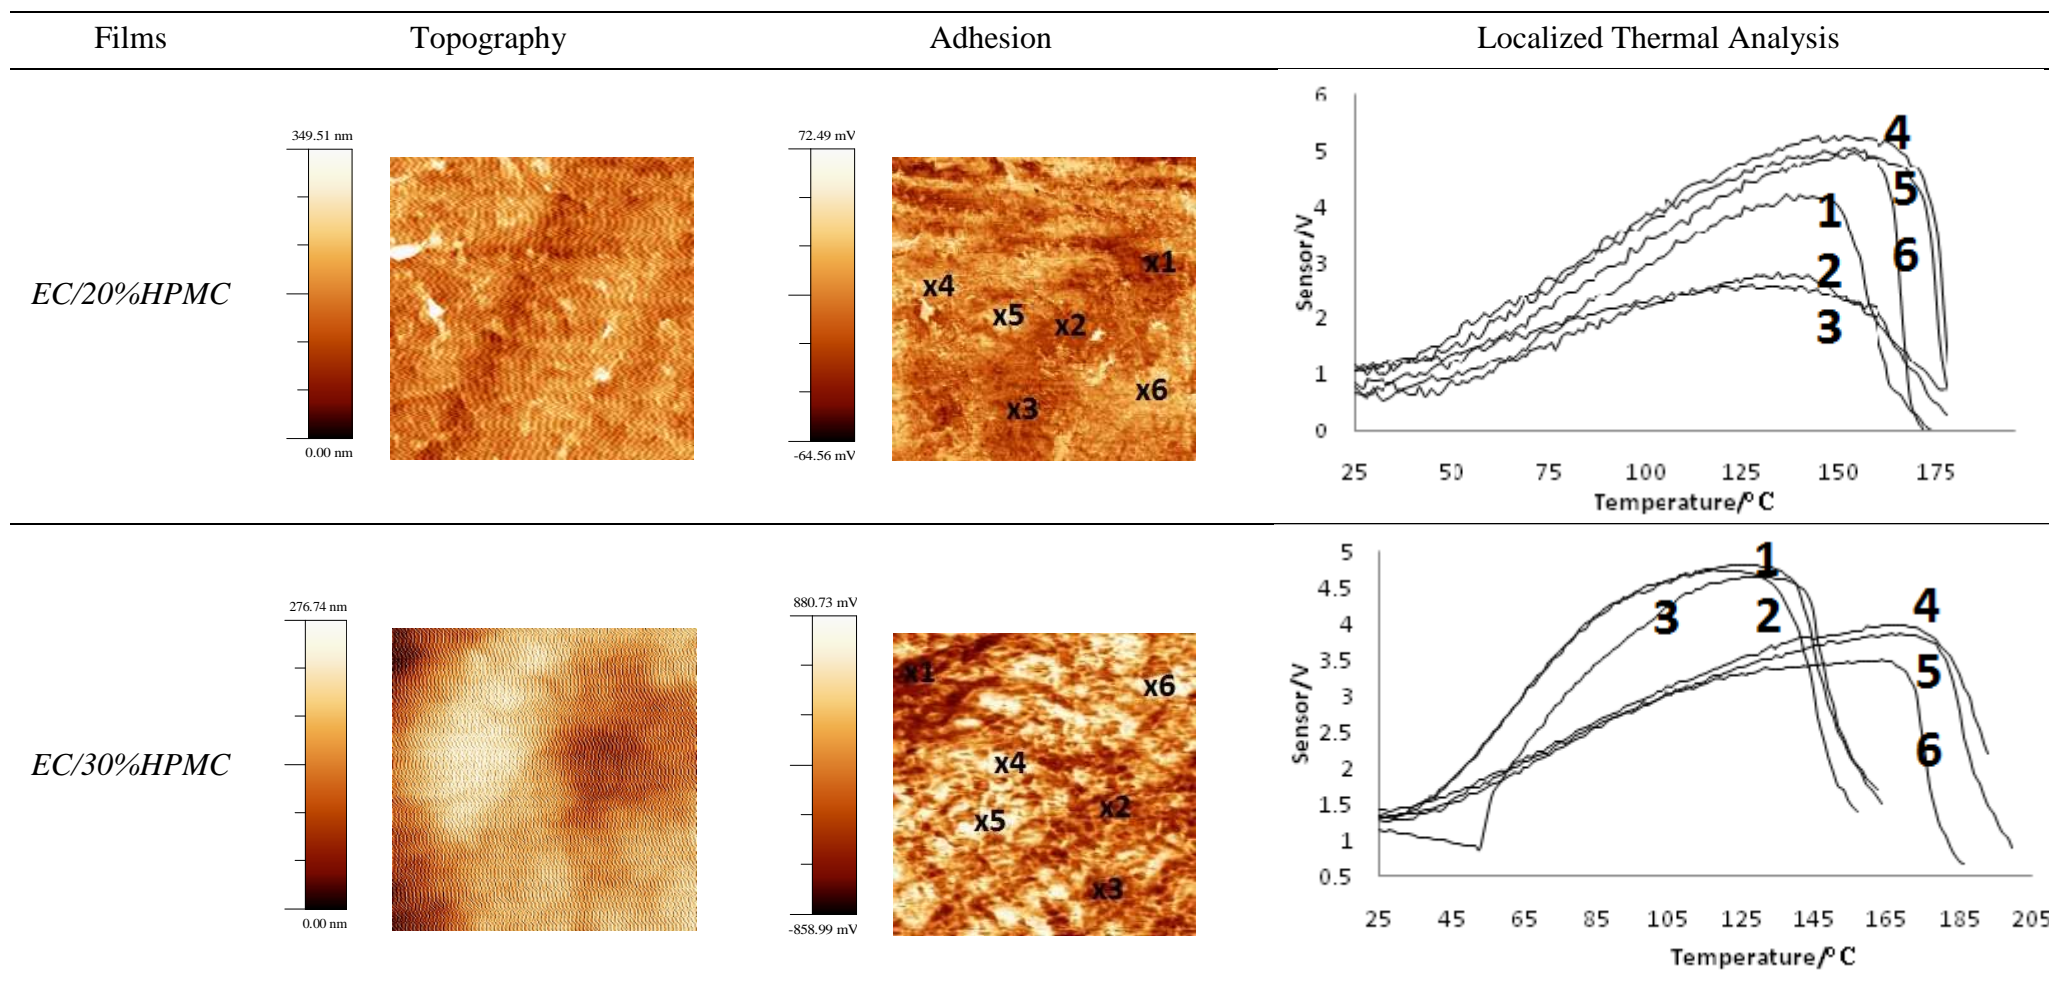 Films Topography Adhesion Localized Thermal Analysis
EC/20%HPMC
349.51 nm
0.00 nm
72.49 mV
-64.56 mV
x1
x4
x5
x2
x6
x3
Sensor/V
6
5
4
3
2
1
0
4
5
1
6
2
3
25 50 75 100 125 150 175
Temperature/°C
EC/30%HPMC
276.74 nm
0.00 nm
880.73 mV
-858.99 mV
x1
x6
x4
x2
x5
x3
Sensor/V
5
4.5
4
3.5
3
2.5
2
1.5
1
0.5
1
3
2
4
5
6
25 45 65 85 105 125 145 165 185 205
Temperature/°C